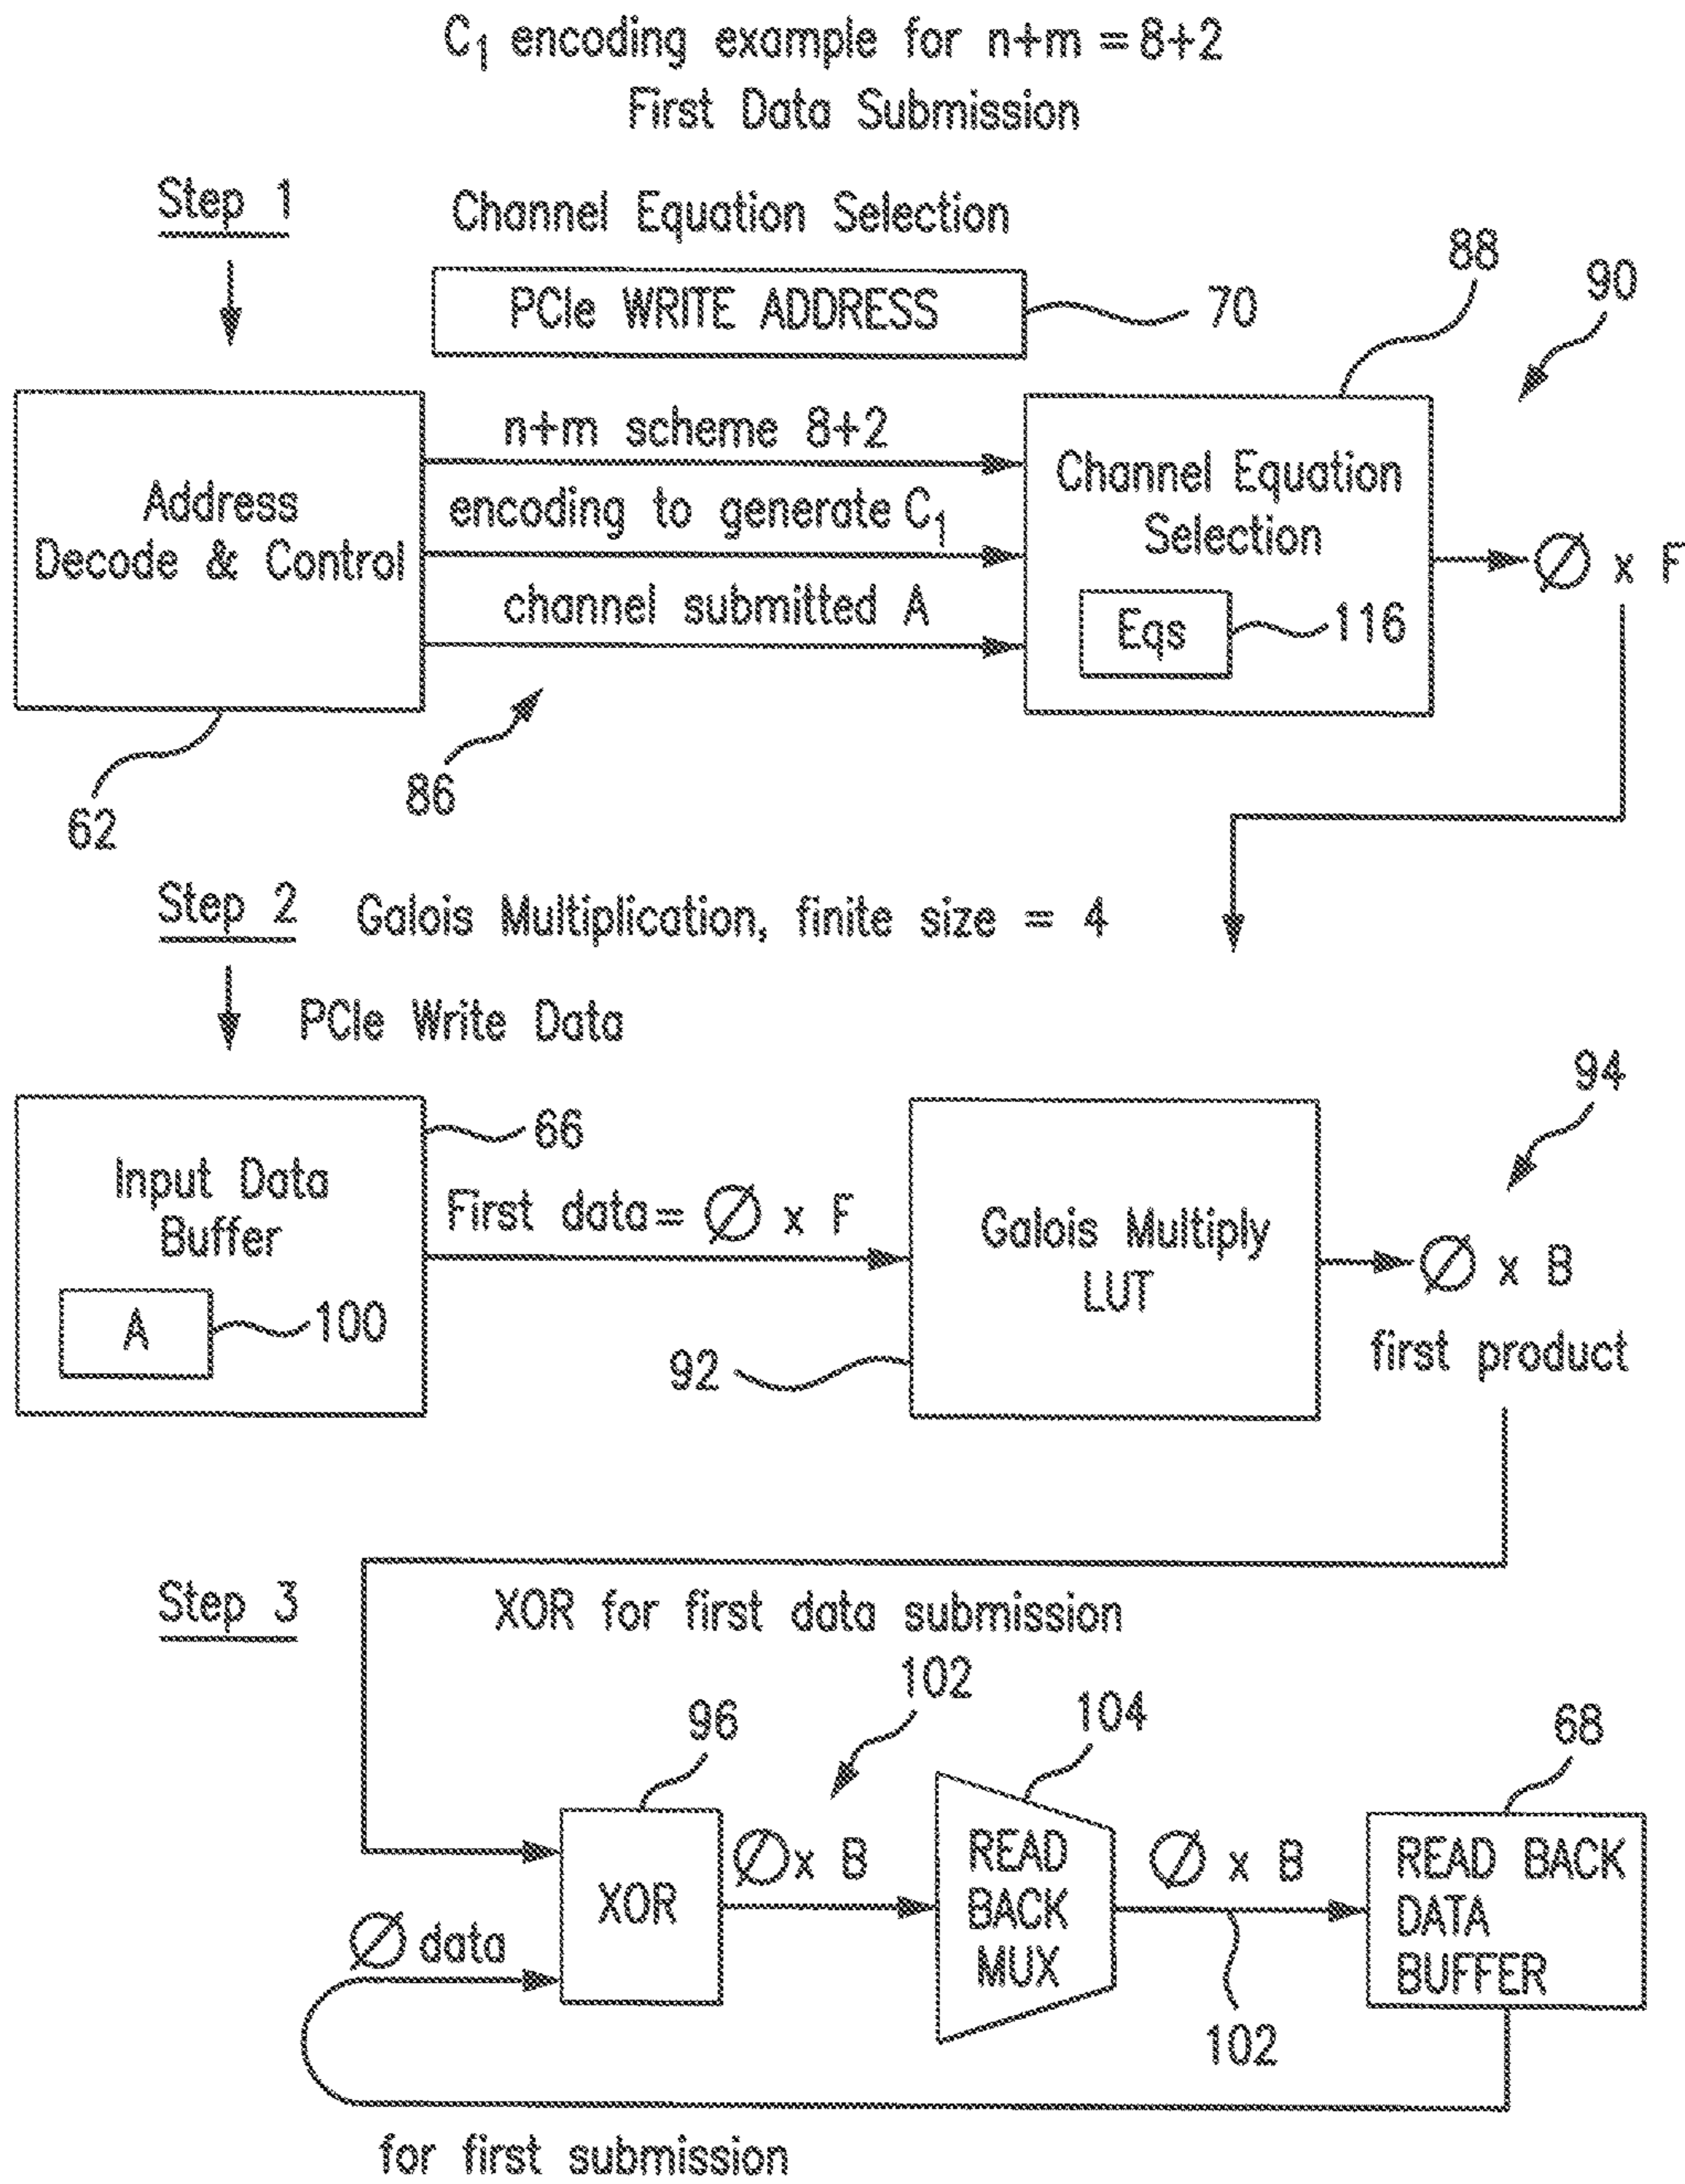 C₁ encoding example for n+m = 8+2
First Data Submission
Step 1
Channel Equation Selection
PCIe WRITE ADDRESS
70
88
90
Address
Decode & Control
n+m scheme 8+2
encoding to generate C₁
channel submitted A
Channel Equation
Selection
Eqs
116
Ø x F
62
86
Step 2
Galois Multiplication, finite size = 4
PCIe Write Data
94
Input Data
Buffer
A
100
66
First data = Ø x F
Galois Multiply
LUT
92
Ø x B
first product
Step 3
XOR for first data submission
102
96
104
68
XOR
Ø x B
READ
BACK
MUX
Ø x B
READ BACK
DATA
BUFFER
Ø data
102
for first submission